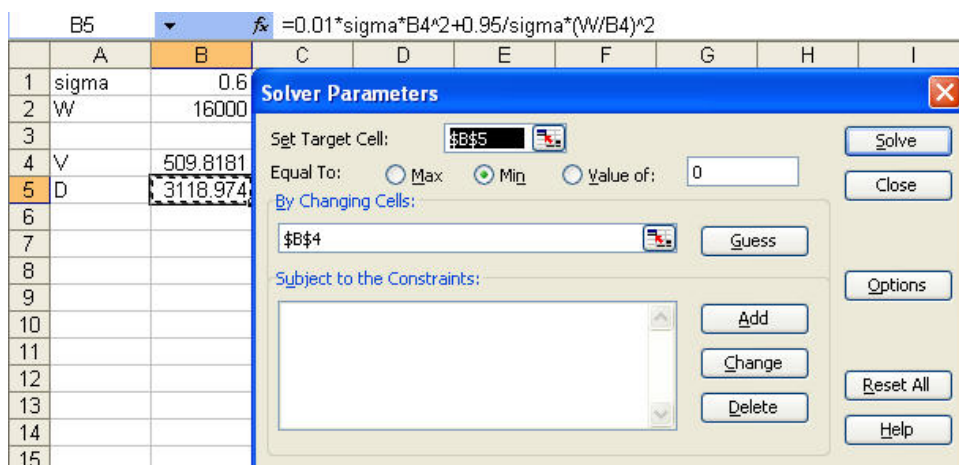 B5 fx =0.01*sigma*B4^2+0.95/sigma*(W/B4)^2
A B C D E F G H I
1 sigma 0.6
2 W 16000
3
4 V 509.8181
5 D 3118.974
6
7
8
9
10
11
12
13
14
15
Solver Parameters
Set Target Cell: $B$5 Solve
Equal To: Max Min Value of: 0 Close
By Changing Cells:
$B$4 Guess
Subject to the Constraints: Options
Add
Change Reset All
Delete Help